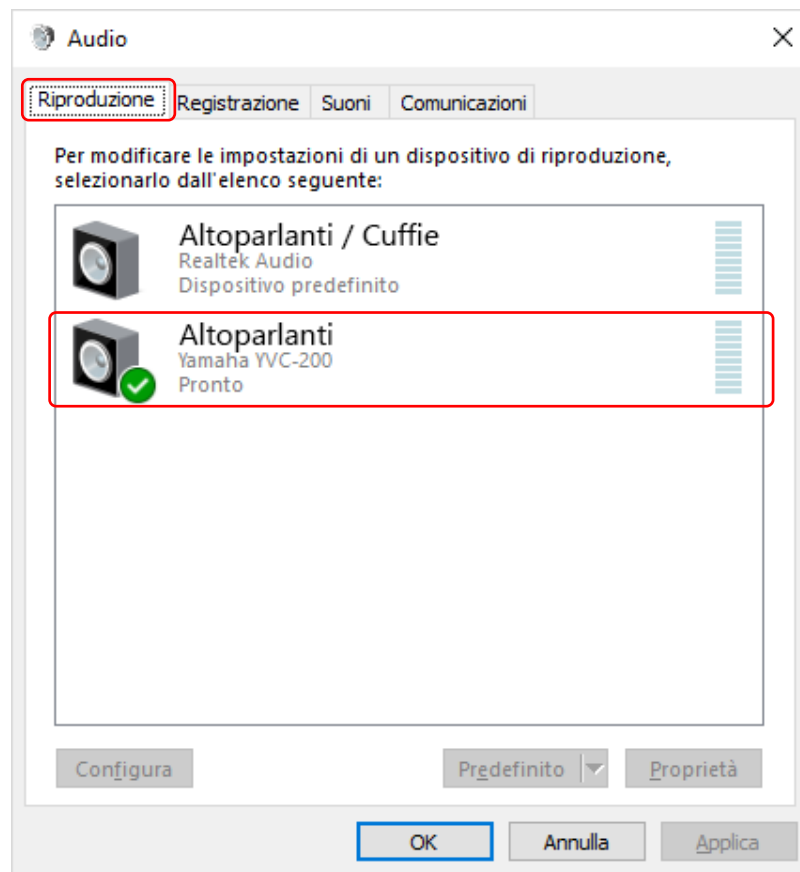 Audio
Riproduzione Registrazione Suoni Comunicazioni
Per modificare le impostazioni di un dispositivo di riproduzione,
selezionarlo dall'elenco seguente:
Altoparlanti / Cuffie
Realtek Audio
Dispositivo predefinito
Altoparlanti
Yamaha YVC-200
Pronto
Configura Predefinito Proprietà
OK Annulla Applica